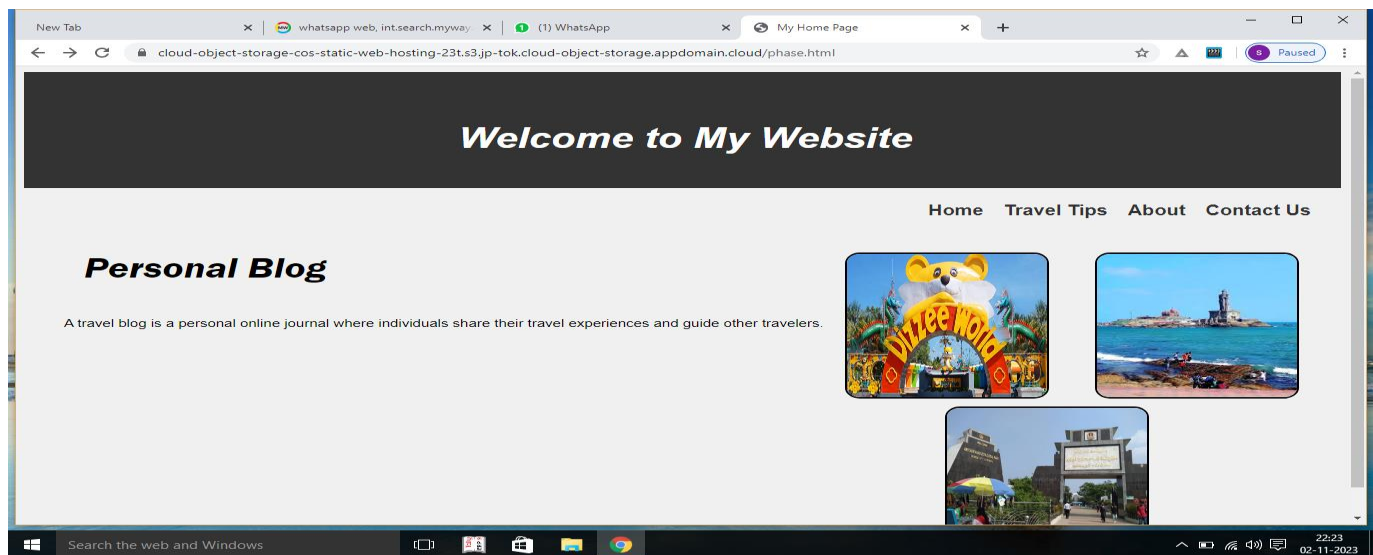 New Tab
whatsapp web, int.search.myway
(1) WhatsApp
My Home Page
cloud-object-storage-cos-static-web-hosting-23t.s3.jp-tok.cloud-object-storage.appdomain.cloud/phase.html
s
Paused
Welcome to My Website
Home Travel Tips About Contact Us
Personal Blog
A travel blog is a personal online journal where individuals share their travel experiences and guide other travelers.
Dizzee World
Search the web and Windows
22:23
02-11-2023